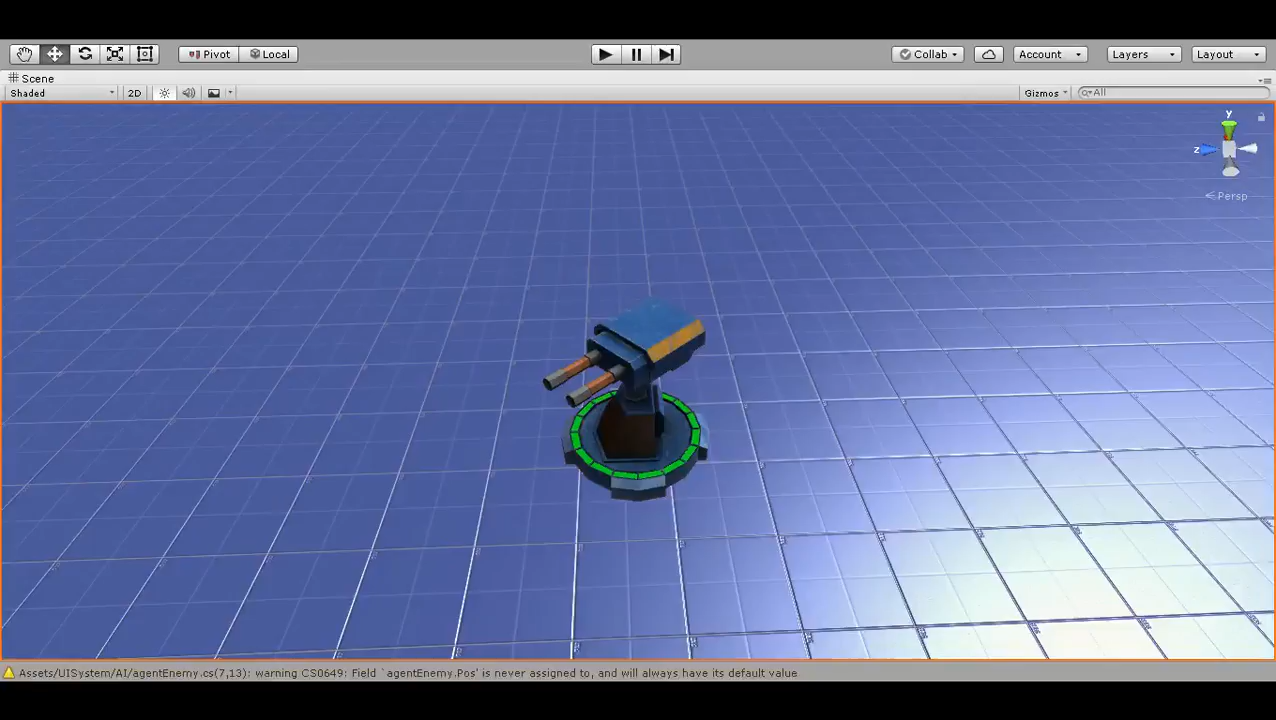 Pivot Local Collab Account Layers Layout
Scene
Shaded 2D Gizmos All
y
z
Persp
Assets/UISystem/AI/agentEnemy.cs(7,13): warning CS0649: Field `agentEnemy.Pos' is never assigned to, and will always have its default value